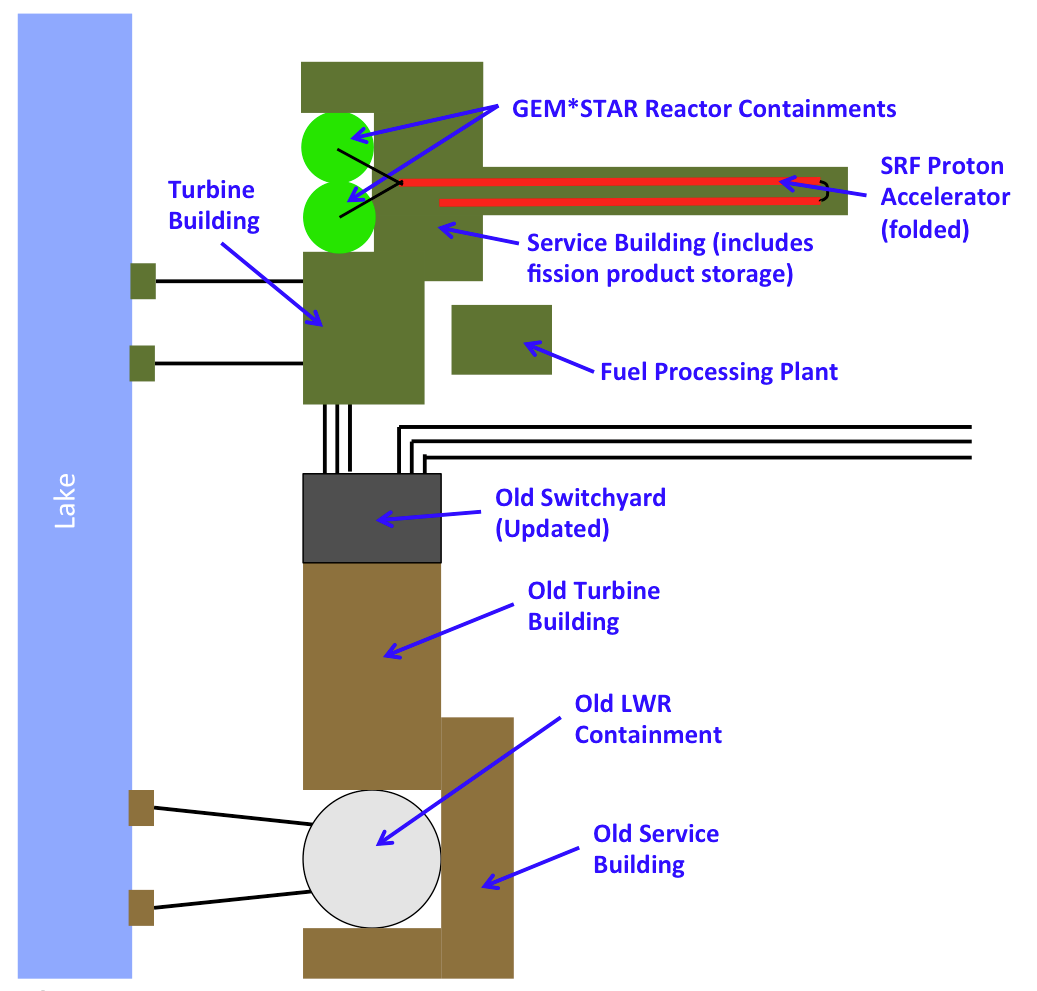 GEM*STAR Reactor Containments
SRF Proton
Accelerator
(folded)
Turbine
Building
Service Building (includes
fission product storage)
Fuel Processing Plant
Lake
Old Switchyard
(Updated)
Old Turbine
Building
Old LWR
Containment
Old Service
Building